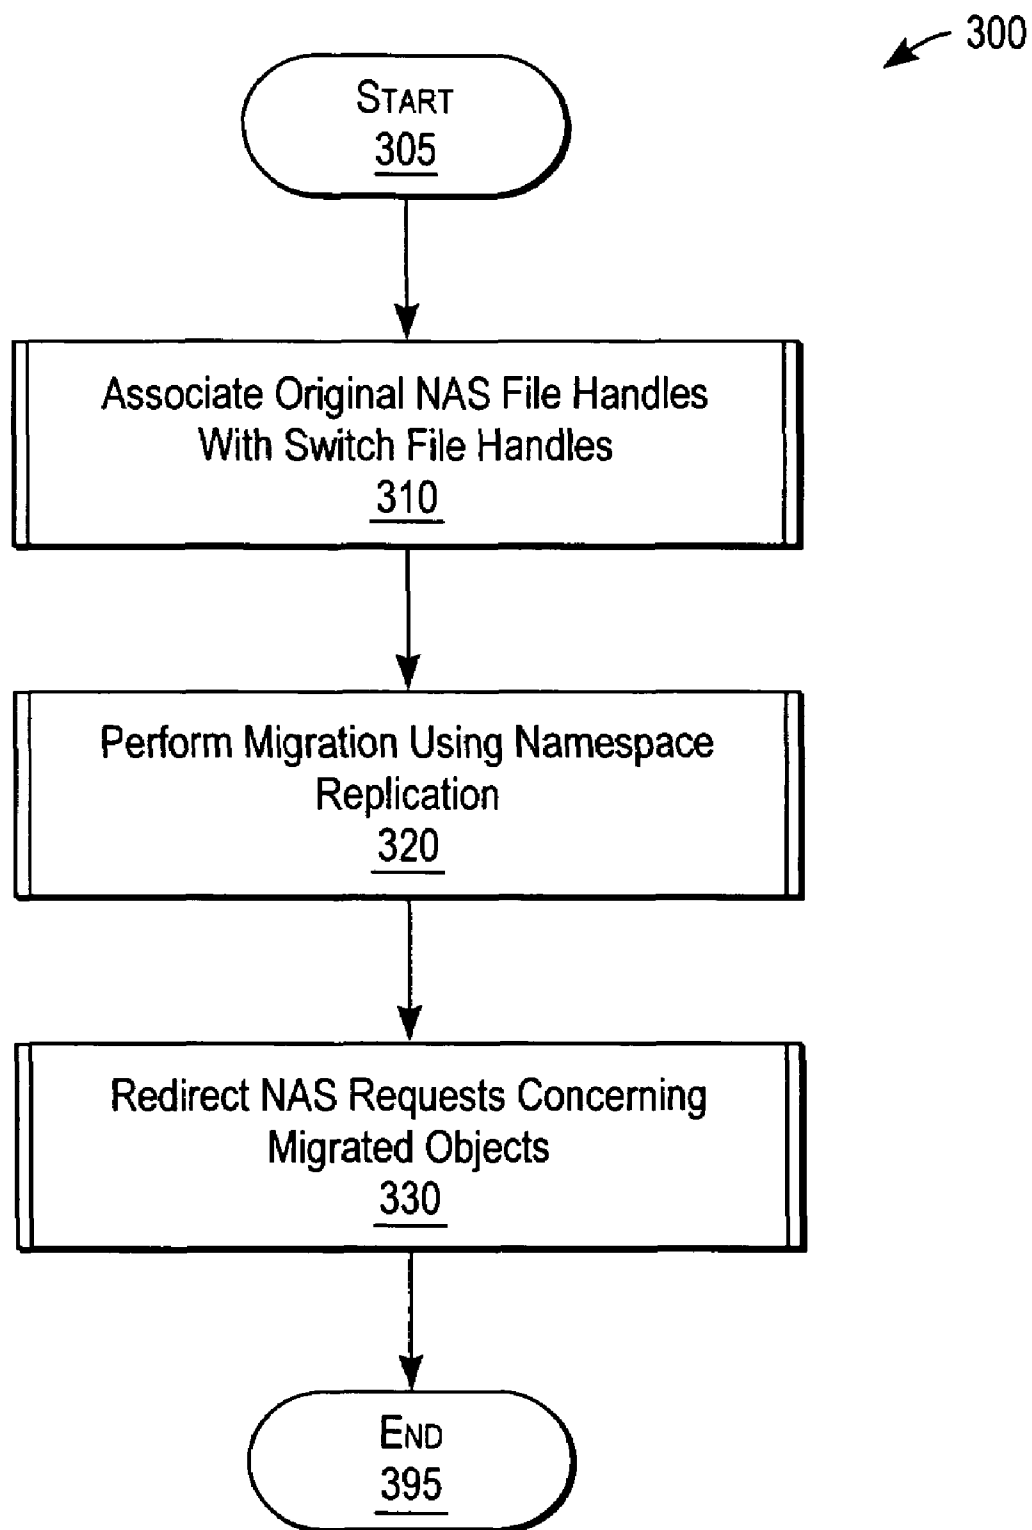 300
START
305
Associate Original NAS File Handles
With Switch File Handles
310
Perform Migration Using Namespace
Replication
320
Redirect NAS Requests Concerning
Migrated Objects
330
END
395